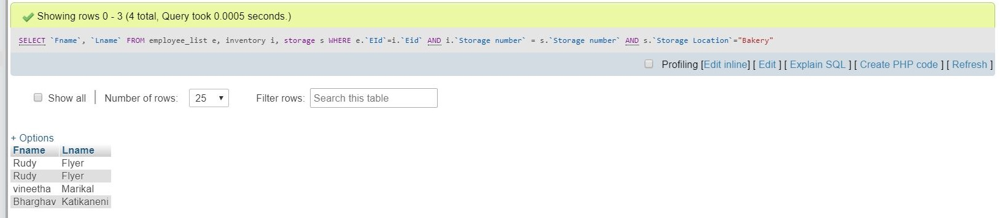 Showing rows 0 - 3 (4 total, Query took 0.0005 seconds.)
SELECT `Fname`, `Lname` FROM employee_list e, inventory i, storage s WHERE e.`EId`=i.`Eid` AND i.`Storage number` = s.`Storage number` AND s.`Storage Location`="Bakery"
Profiling [Edit inline] [ Edit ] [ Explain SQL ] [ Create PHP code ] [ Refresh ]
Show all Number of rows: 25 Filter rows: Search this table
+ Options
Fname Lname
Rudy Flyer
Rudy Flyer
vineetha Marikal
Bharghav Katikaneni